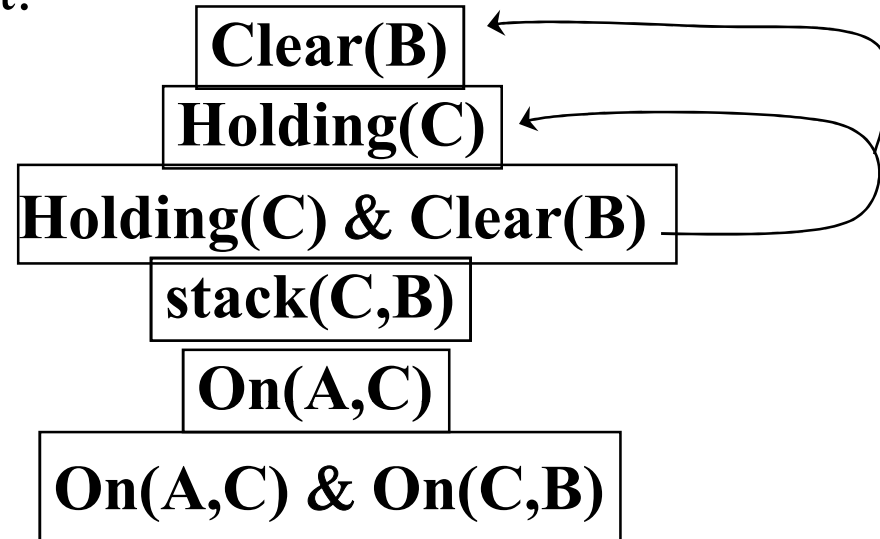 t.
Clear(B)
Holding(C)
Holding(C) & Clear(B)
stack(C,B)
On(A,C)
On(A,C) & On(C,B)